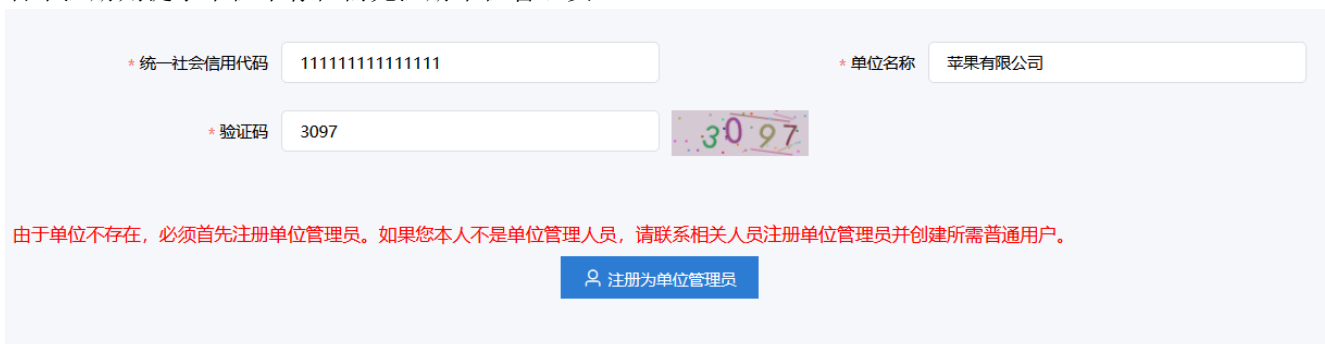 * 统一社会信用代码 111111111111111 * 单位名称 苹果有限公司
* 验证码 3097 3097
由于单位不存在，必须首先注册单位管理员。如果您本人不是单位管理人员，请联系相关人员注册单位管理员并创建所需普通用户。
注册为单位管理员